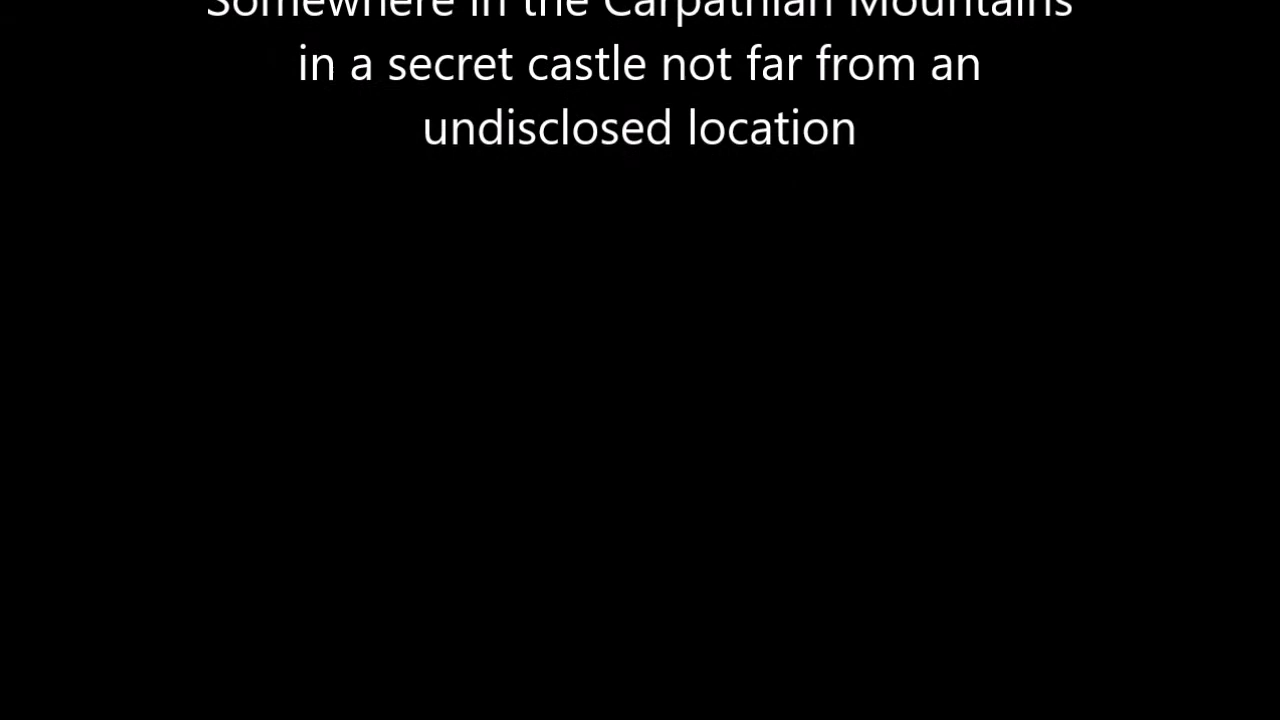 Somewhere in the Carpathian Mountains
in a secret castle not far from an
undisclosed location